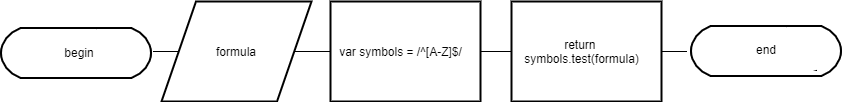 begin
formula
var symbols = /^[A-Z]$/
return
symbols.test(formula)
end